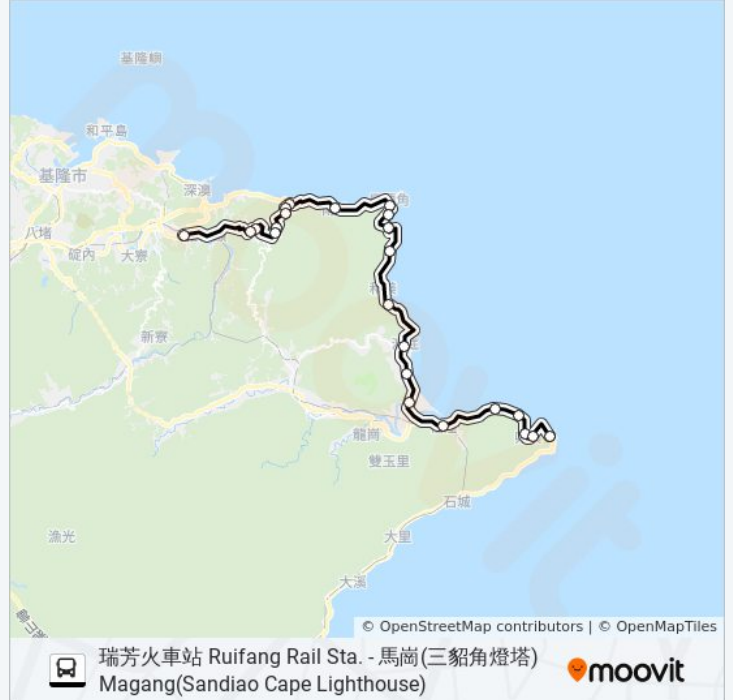 基隆嶼
和平島
基隆市
深澳
八堵
碇內
大寮
新寮
龍崗
雙玉里
石城
漁光
大里
大溪
© OpenStreetMap contributors | © OpenMapTiles
瑞芳火車站 Ruifang Rail Sta. - 馬崗(三貂角燈塔)
Magang(Sandiao Cape Lighthouse)
moovit